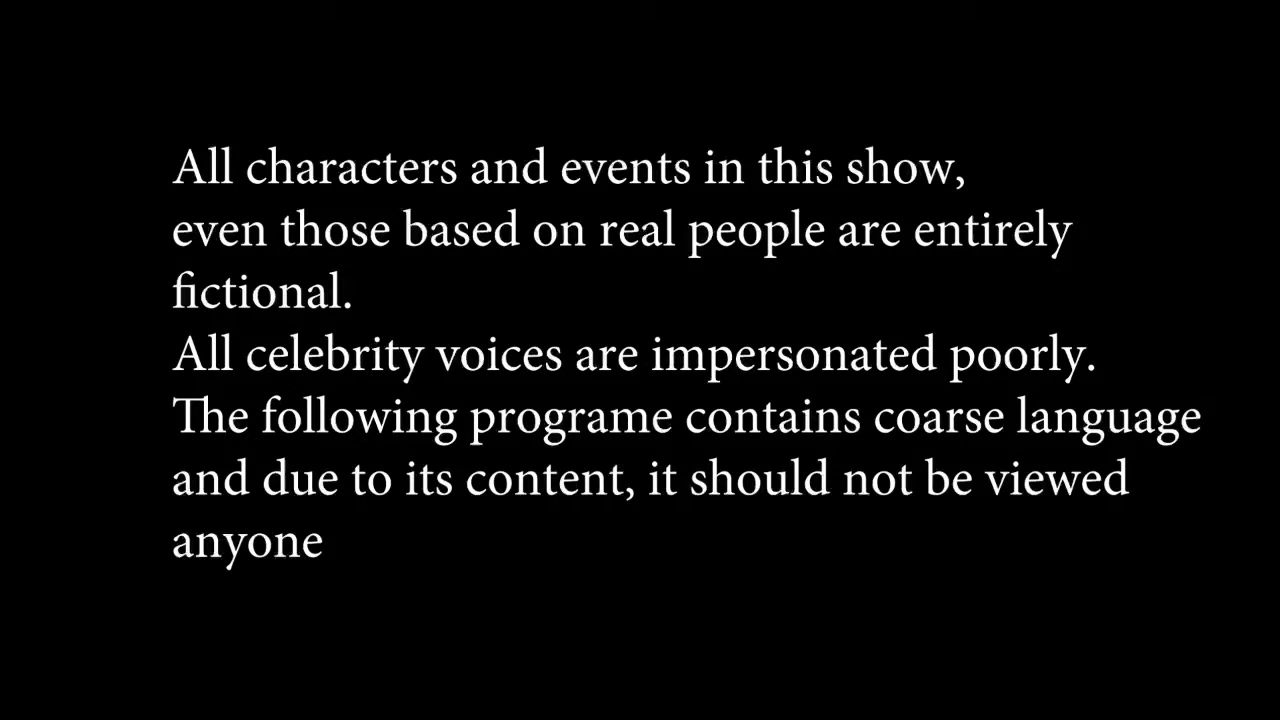 All characters and events in this show,
even those based on real people are entirely
fictional.
All celebrity voices are impersonated poorly.
The following programe contains coarse language
and due to its content, it should not be viewed
anyone